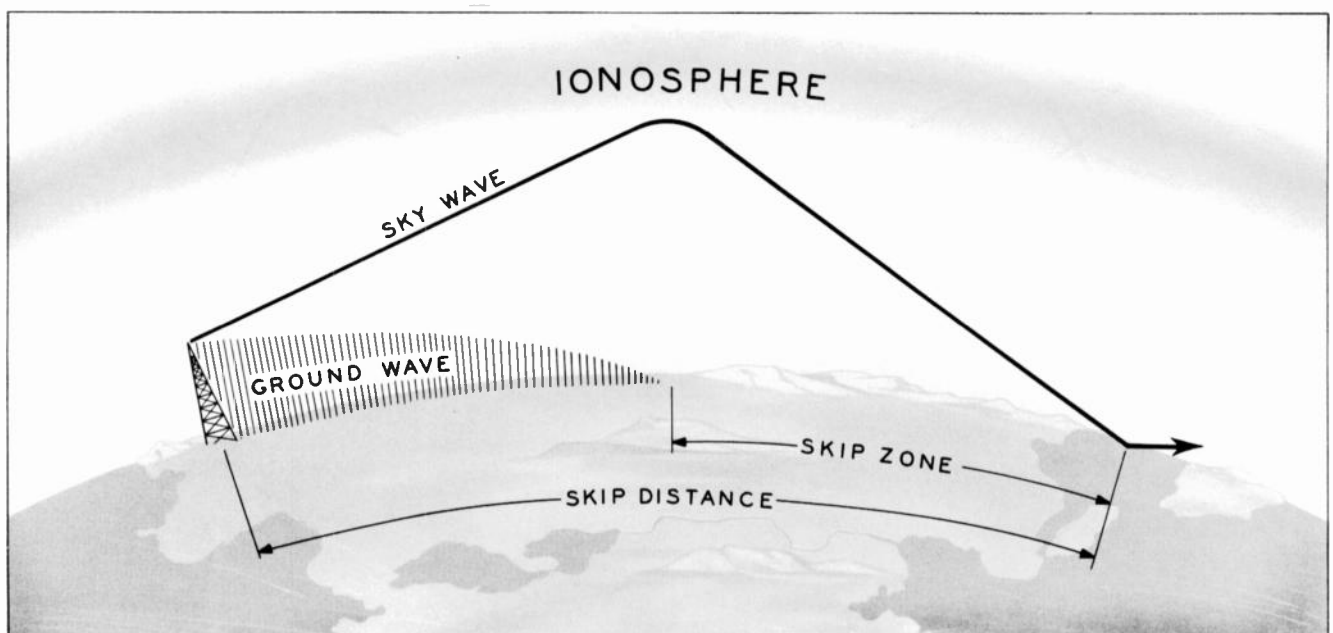 IONOSPHERE
SKY WAVE
GROUND WAVE
SKIP ZONE
SKIP DISTANCE